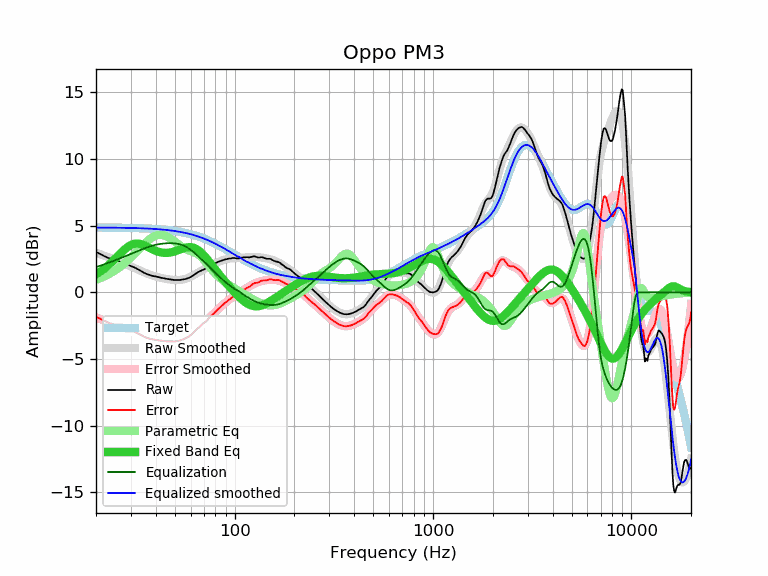 Oppo PM3
Amplitude (dBr)
15
10
5
0
−5
−10
−15
Target
Raw Smoothed
Error Smoothed
Raw
Error
Parametric Eq
Fixed Band Eq
Equalization
Equalized smoothed
100
1000
10000
Frequency (Hz)